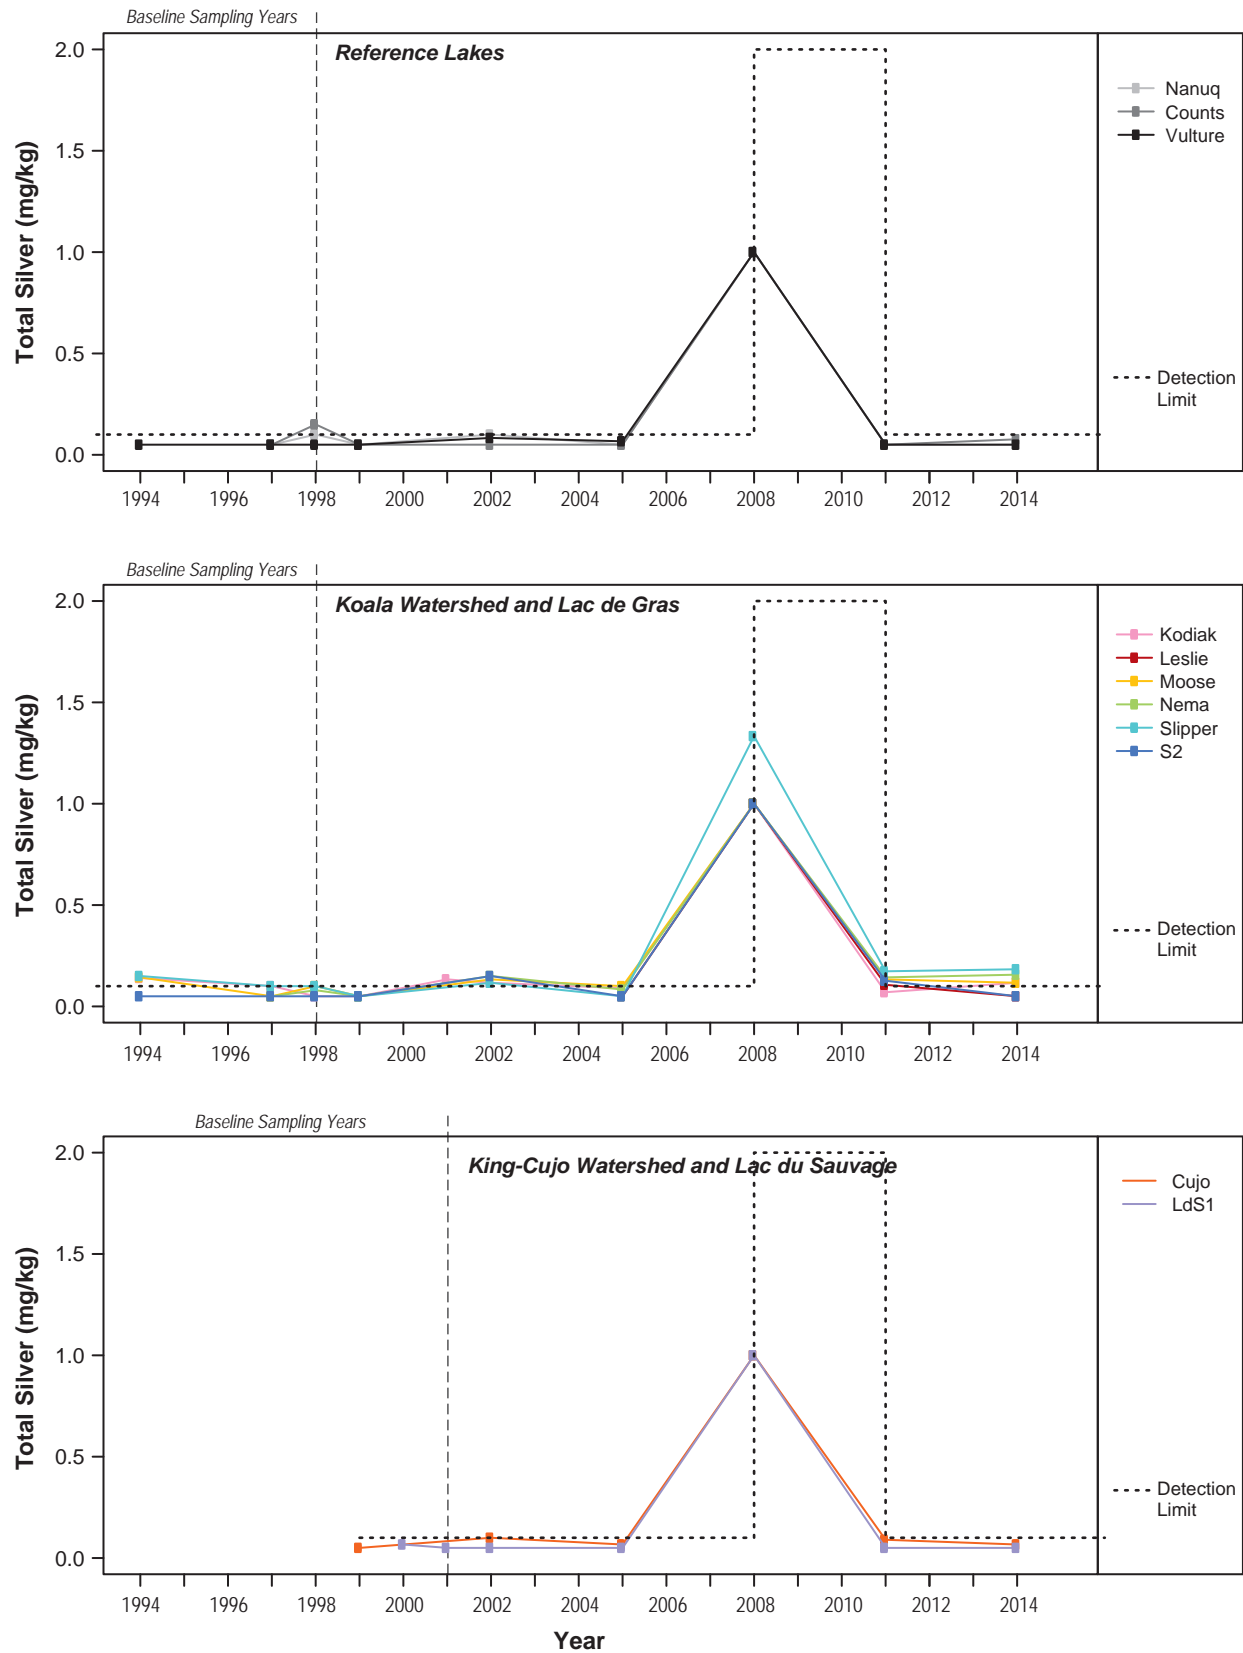 Baseline Sampling Years
Reference Lakes
Total Silver (mg/kg)
2.0
1.5
1.0
0.5
0.0
1994 1996 1998 2000 2002 2004 2006 2008 2010 2012 2014
Nanuq
Counts
Vulture
Detection
Limit
Baseline Sampling Years
Koala Watershed and Lac de Gras
Total Silver (mg/kg)
2.0
1.5
1.0
0.5
0.0
1994 1996 1998 2000 2002 2004 2006 2008 2010 2012 2014
Kodiak
Leslie
Moose
Nema
Slipper
S2
Detection
Limit
Baseline Sampling Years
King-Cujo Watershed and Lac du Sauvage
Total Silver (mg/kg)
2.0
1.5
1.0
0.5
0.0
1994 1996 1998 2000 2002 2004 2006 2008 2010 2012 2014
Year
Cujo
LdS1
Detection
Limit